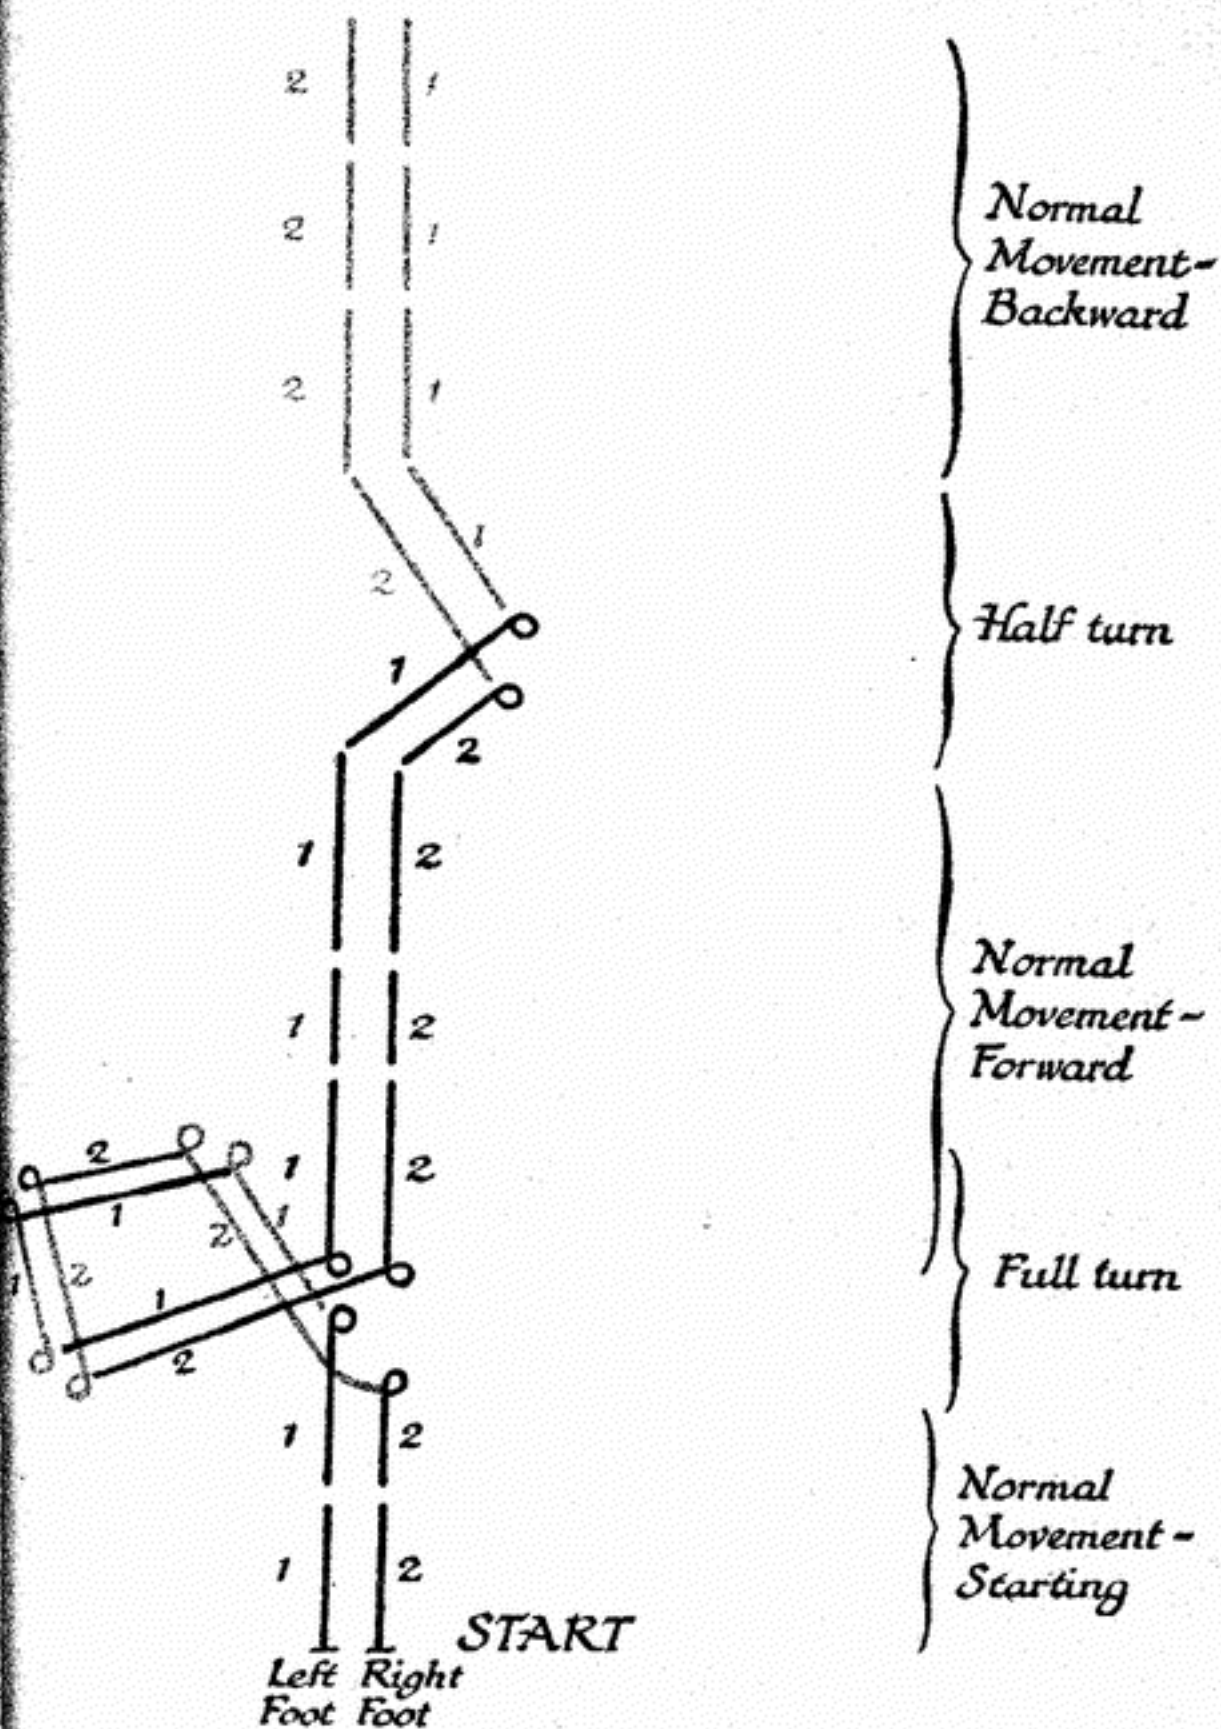 2 1
Normal
2 1
Movement-
Backward
2 1
1
2
Half turn
1
2
1 2
Normal
1 2
Movement-
Forward
2
1 2
1
2 1
1 2
1
Full turn
2
1 2
Normal
Movement-
1 2
Starting
START
Left Right
Foot Foot